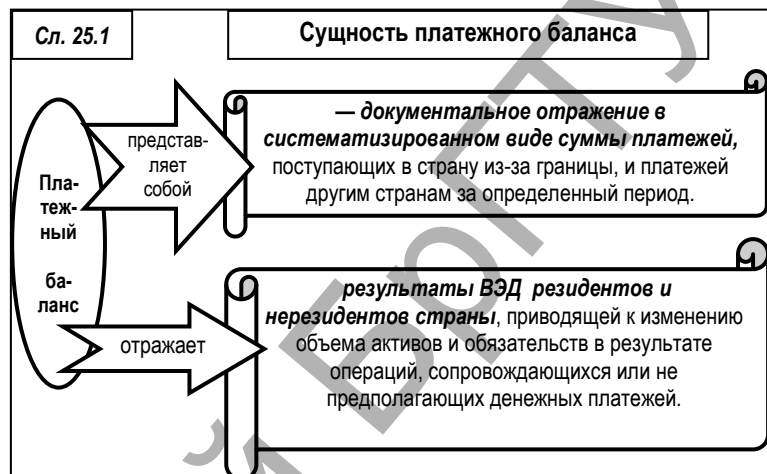 Сл. 25.1
Сущность платежного баланса
Пла-
теж-
ный
ба-
ланс
представ-
ляет
собой
— документальное отражение в
систематизированном виде суммы платежей,
поступающих в страну из-за границы, и платежей
другим странам за определенный период.
отражает
результаты ВЭД резидентов и
нерезидентов страны, приводящей к изменению
объема активов и обязательств в результате
операций, сопровождающихся или не
предполагающих денежных платежей.
й БрГТУ